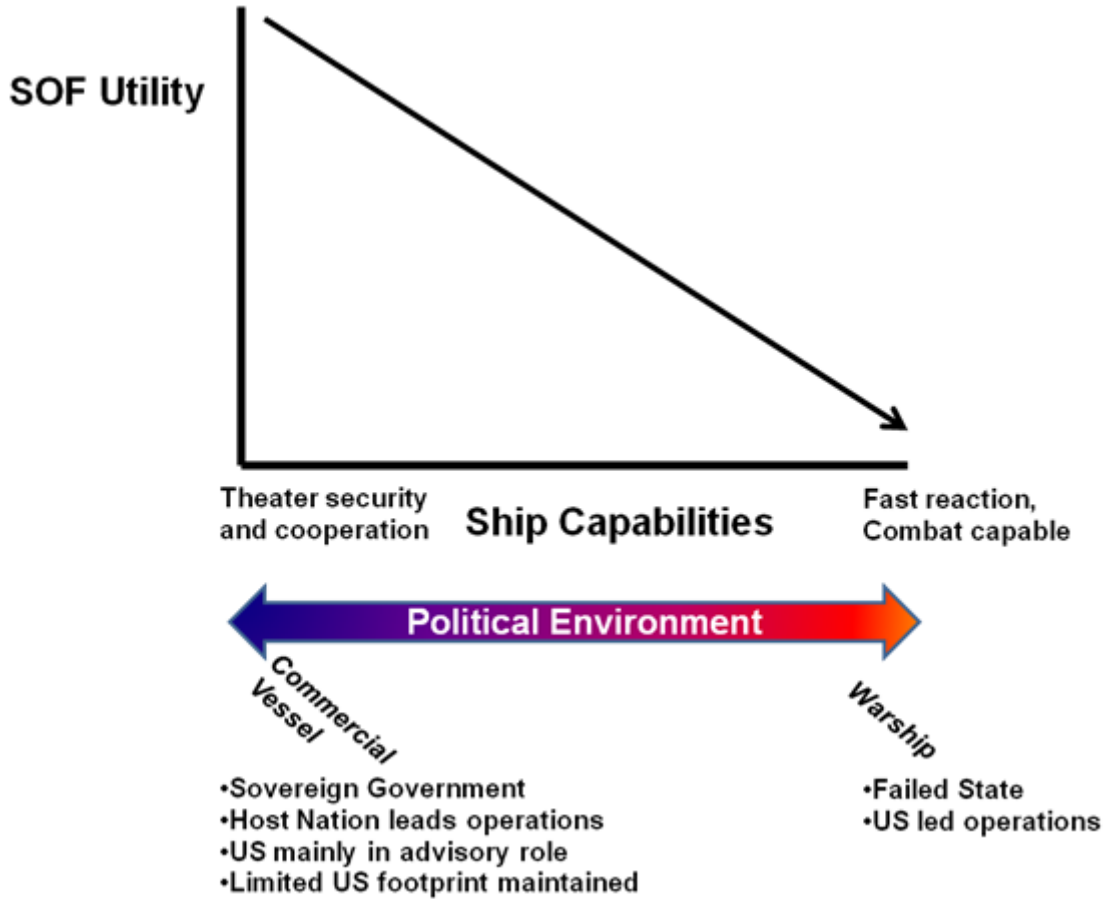 SOF Utility
Theater security
and cooperation
Ship Capabilities
Fast reaction,
Combat capable
Political Environment
Commercial
Vessel
Warship
•Sovereign Government
•Host Nation leads operations
•US mainly in advisory role
•Limited US footprint maintained
•Failed State
•US led operations